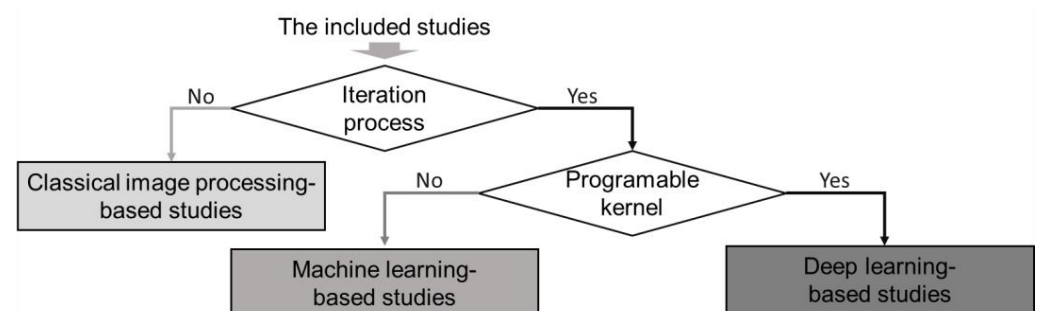 The included studies
Iteration
process
No
Yes
Classical image processing-
based studies
Programable
kernel
No
Yes
Machine learning-
based studies
Deep learning-
based studies